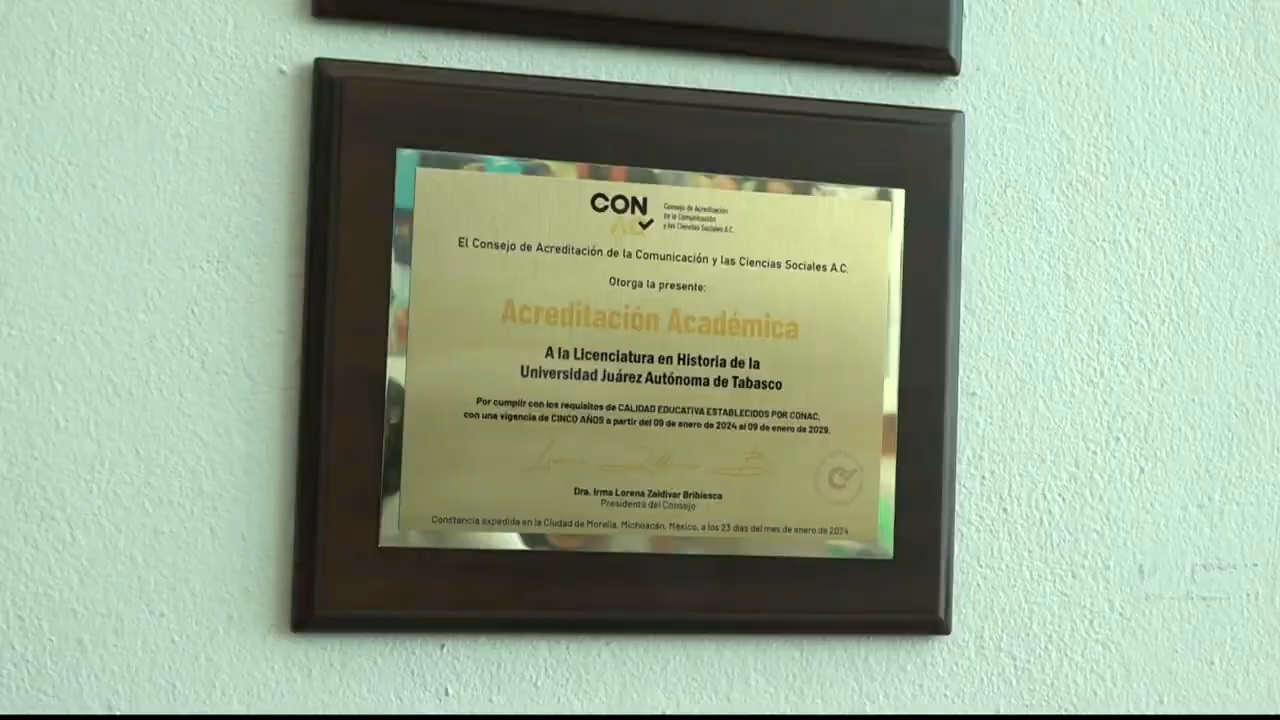 CON
AC
Consejo de Acreditación
de la Comunicación
y las Ciencias Sociales A.C.
El Consejo de Acreditación de la Comunicación y las Ciencias Sociales A.C.
Otorga la presente:
Acreditación Académica
A la Licenciatura en Historia de la
Universidad Juárez Autónoma de Tabasco
Por cumplir con los requisitos de CALIDAD EDUCATIVA ESTABLECIDOS POR CONAC,
con una vigencia de CINCO AÑOS a partir del 09 de enero de 2024 al 09 de enero de 2029.
Dra. Irma Lorena Zaldívar Bribiesca
Presidenta del Consejo
Constancia expedida en la Ciudad de Morelia, Michoacán, México, a los 23 días del mes de enero de 2024